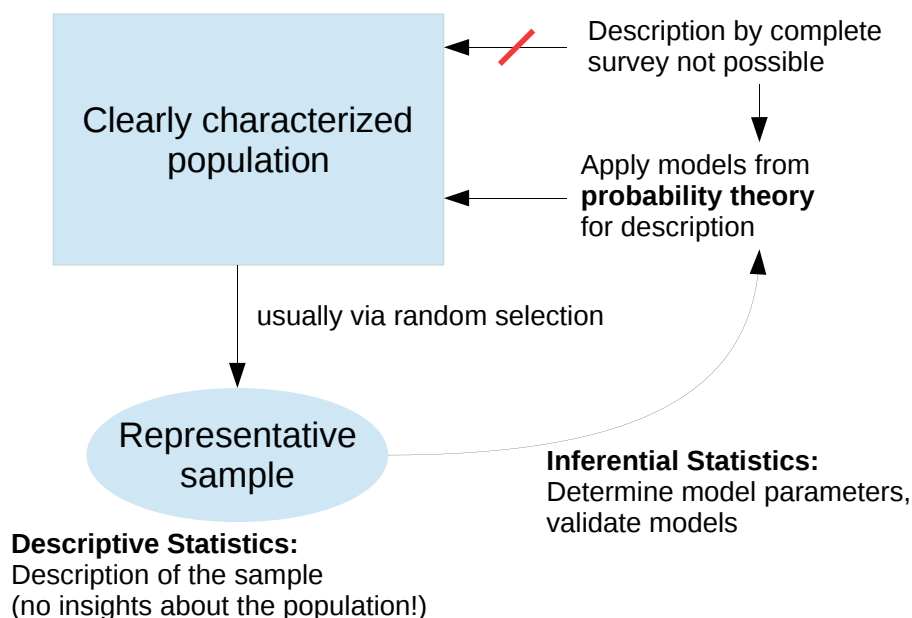 Description by complete
survey not possible
Clearly characterized
population
Apply models from
probability theory
for description
usually via random selection
Representative
sample
Inferential Statistics:
Determine model parameters,
validate models
Descriptive Statistics:
Description of the sample
(no insights about the population!)